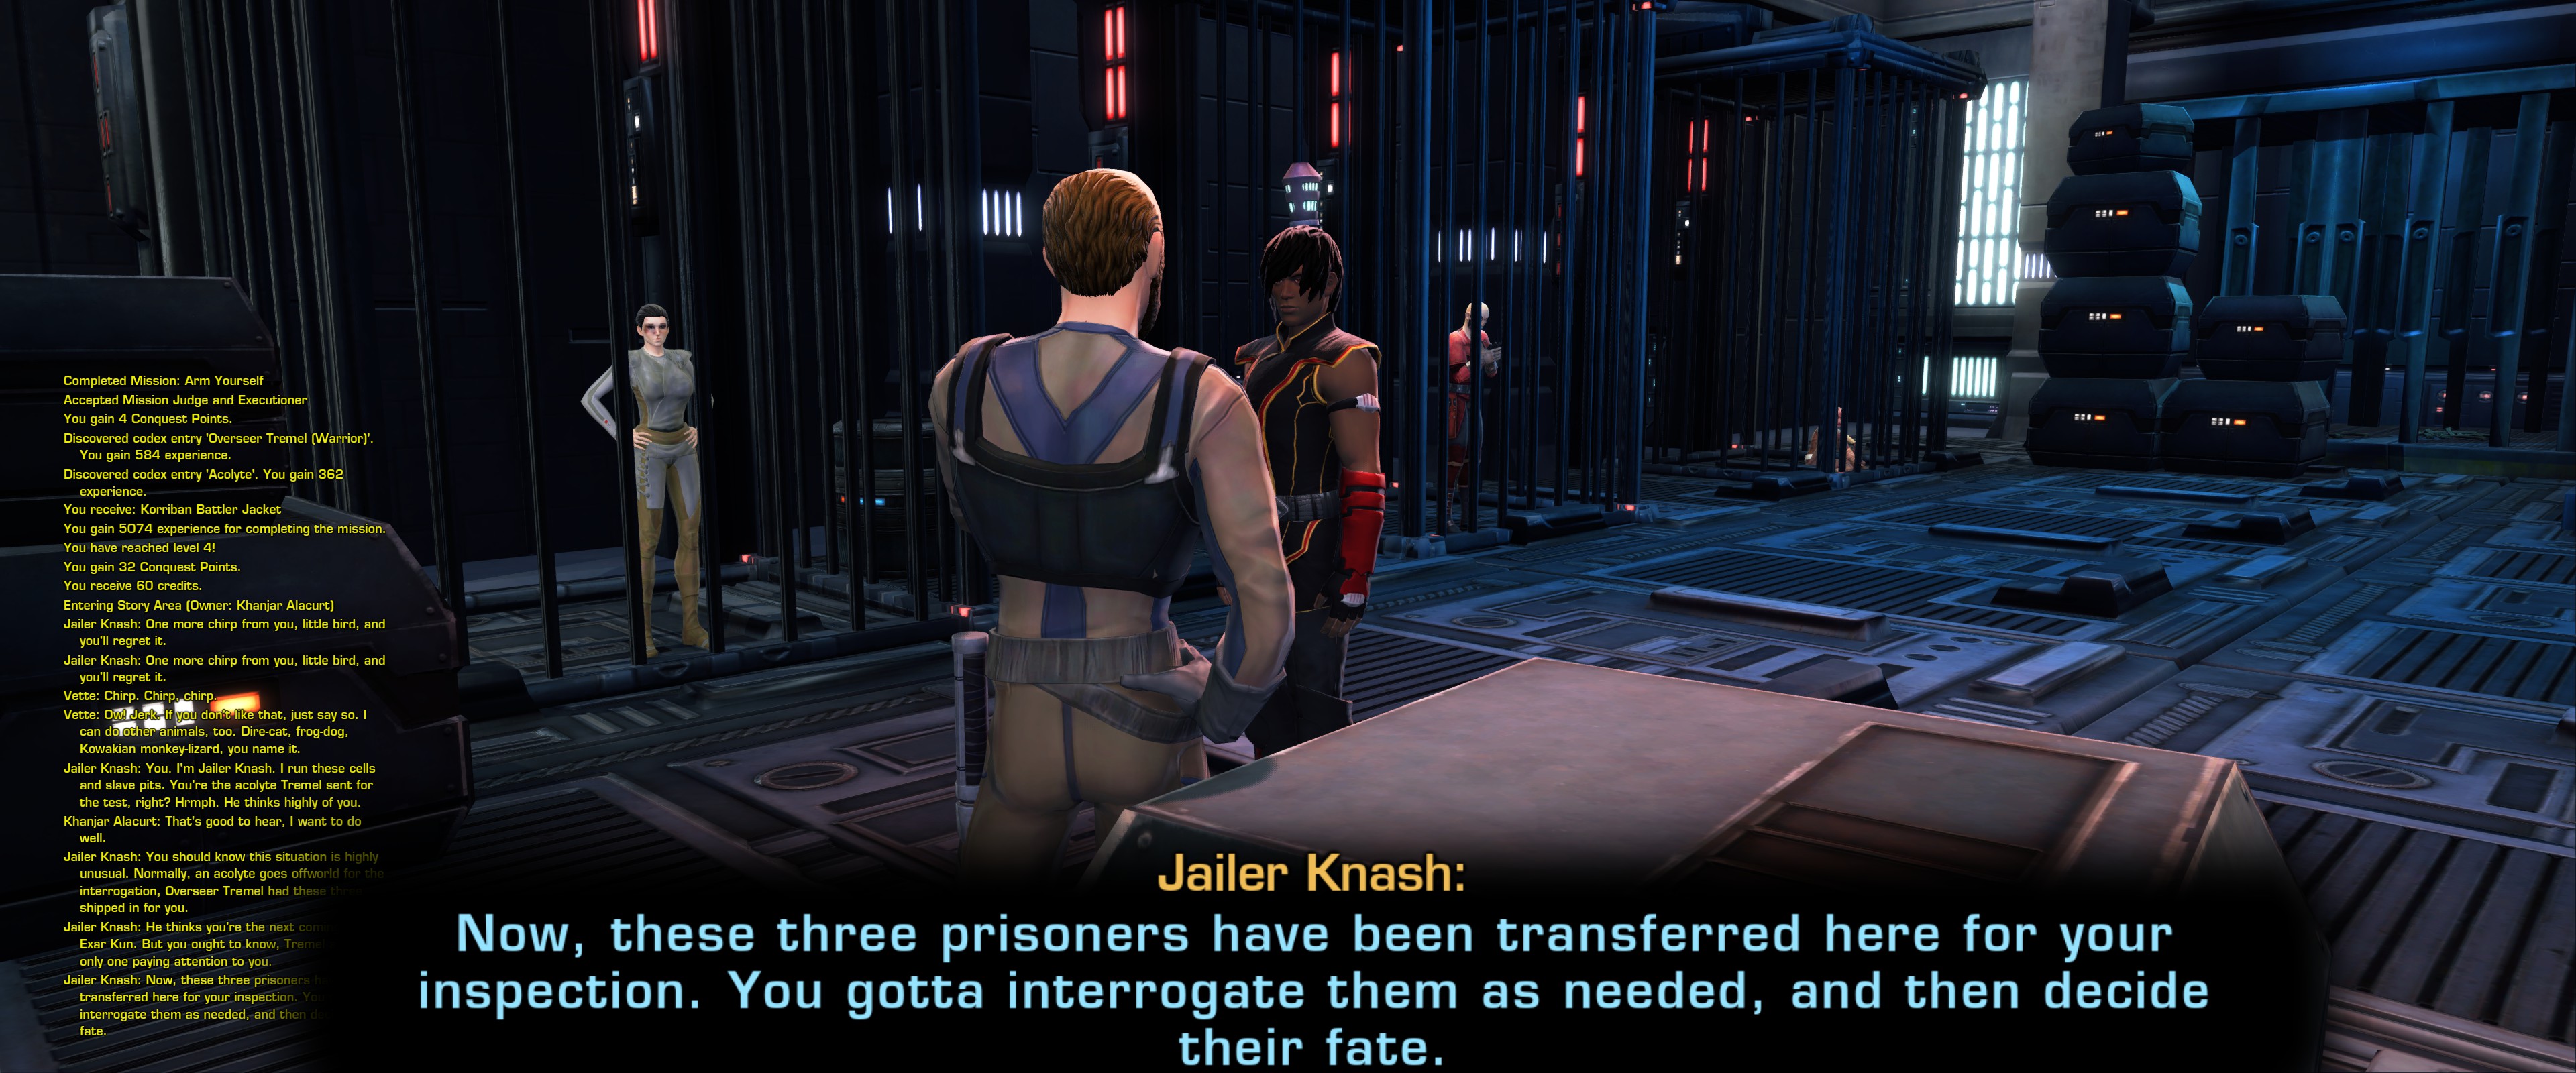 Completed Mission: Arm Yourself
Accepted Mission Judge and Executioner
You gain 4 Conquest Points.
Discovered codex entry 'Overseer Tremel (Warrior)'.
You gain 584 experience.
Discovered codex entry 'Acolyte'. You gain 362
experience.
You receive: Korriban Battler Jacket
You gain 5074 experience for completing the mission.
You have reached level 4!
You gain 32 Conquest Points.
You receive 60 credits.
Entering Story Area (Owner: Khanjar Alacurt)
Jailer Knash: One more chirp from you, little bird, and
you'll regret it.
Jailer Knash: One more chirp from you, little bird, and
you'll regret it.
Vette: Chirp. Chirp, chirp.
Vette: Ow! Jerk. If you don't like that, just say so. I
can do other animals, too. Dire-cat, frog-dog,
Kowakian monkey-lizard, you name it.
Jailer Knash: You. I'm Jailer Knash. I run these cells
and slave pits. You're the acolyte Tremel sent for
the test, right? Hrmph. He thinks highly of you.
Khanjar Alacurt: That's good to hear, I want to do
well.
Jailer Knash: You should know this situation is highly
unusual. Normally, an acolyte goes offworld for the
interrogation, Overseer Tremel had these three
shipped in for you.
Jailer Knash: He thinks you're the next
Exar Kun. But you ought to know, Tremel
only one paying attention to you.
Jailer Knash: Now, these three prisoners
transferred here for your inspection. You
interrogate them as needed, and then
fate.
Jailer Knash:
Now, these three prisoners have been transferred here for your
inspection. You gotta interrogate them as needed, and then decide
their fate.